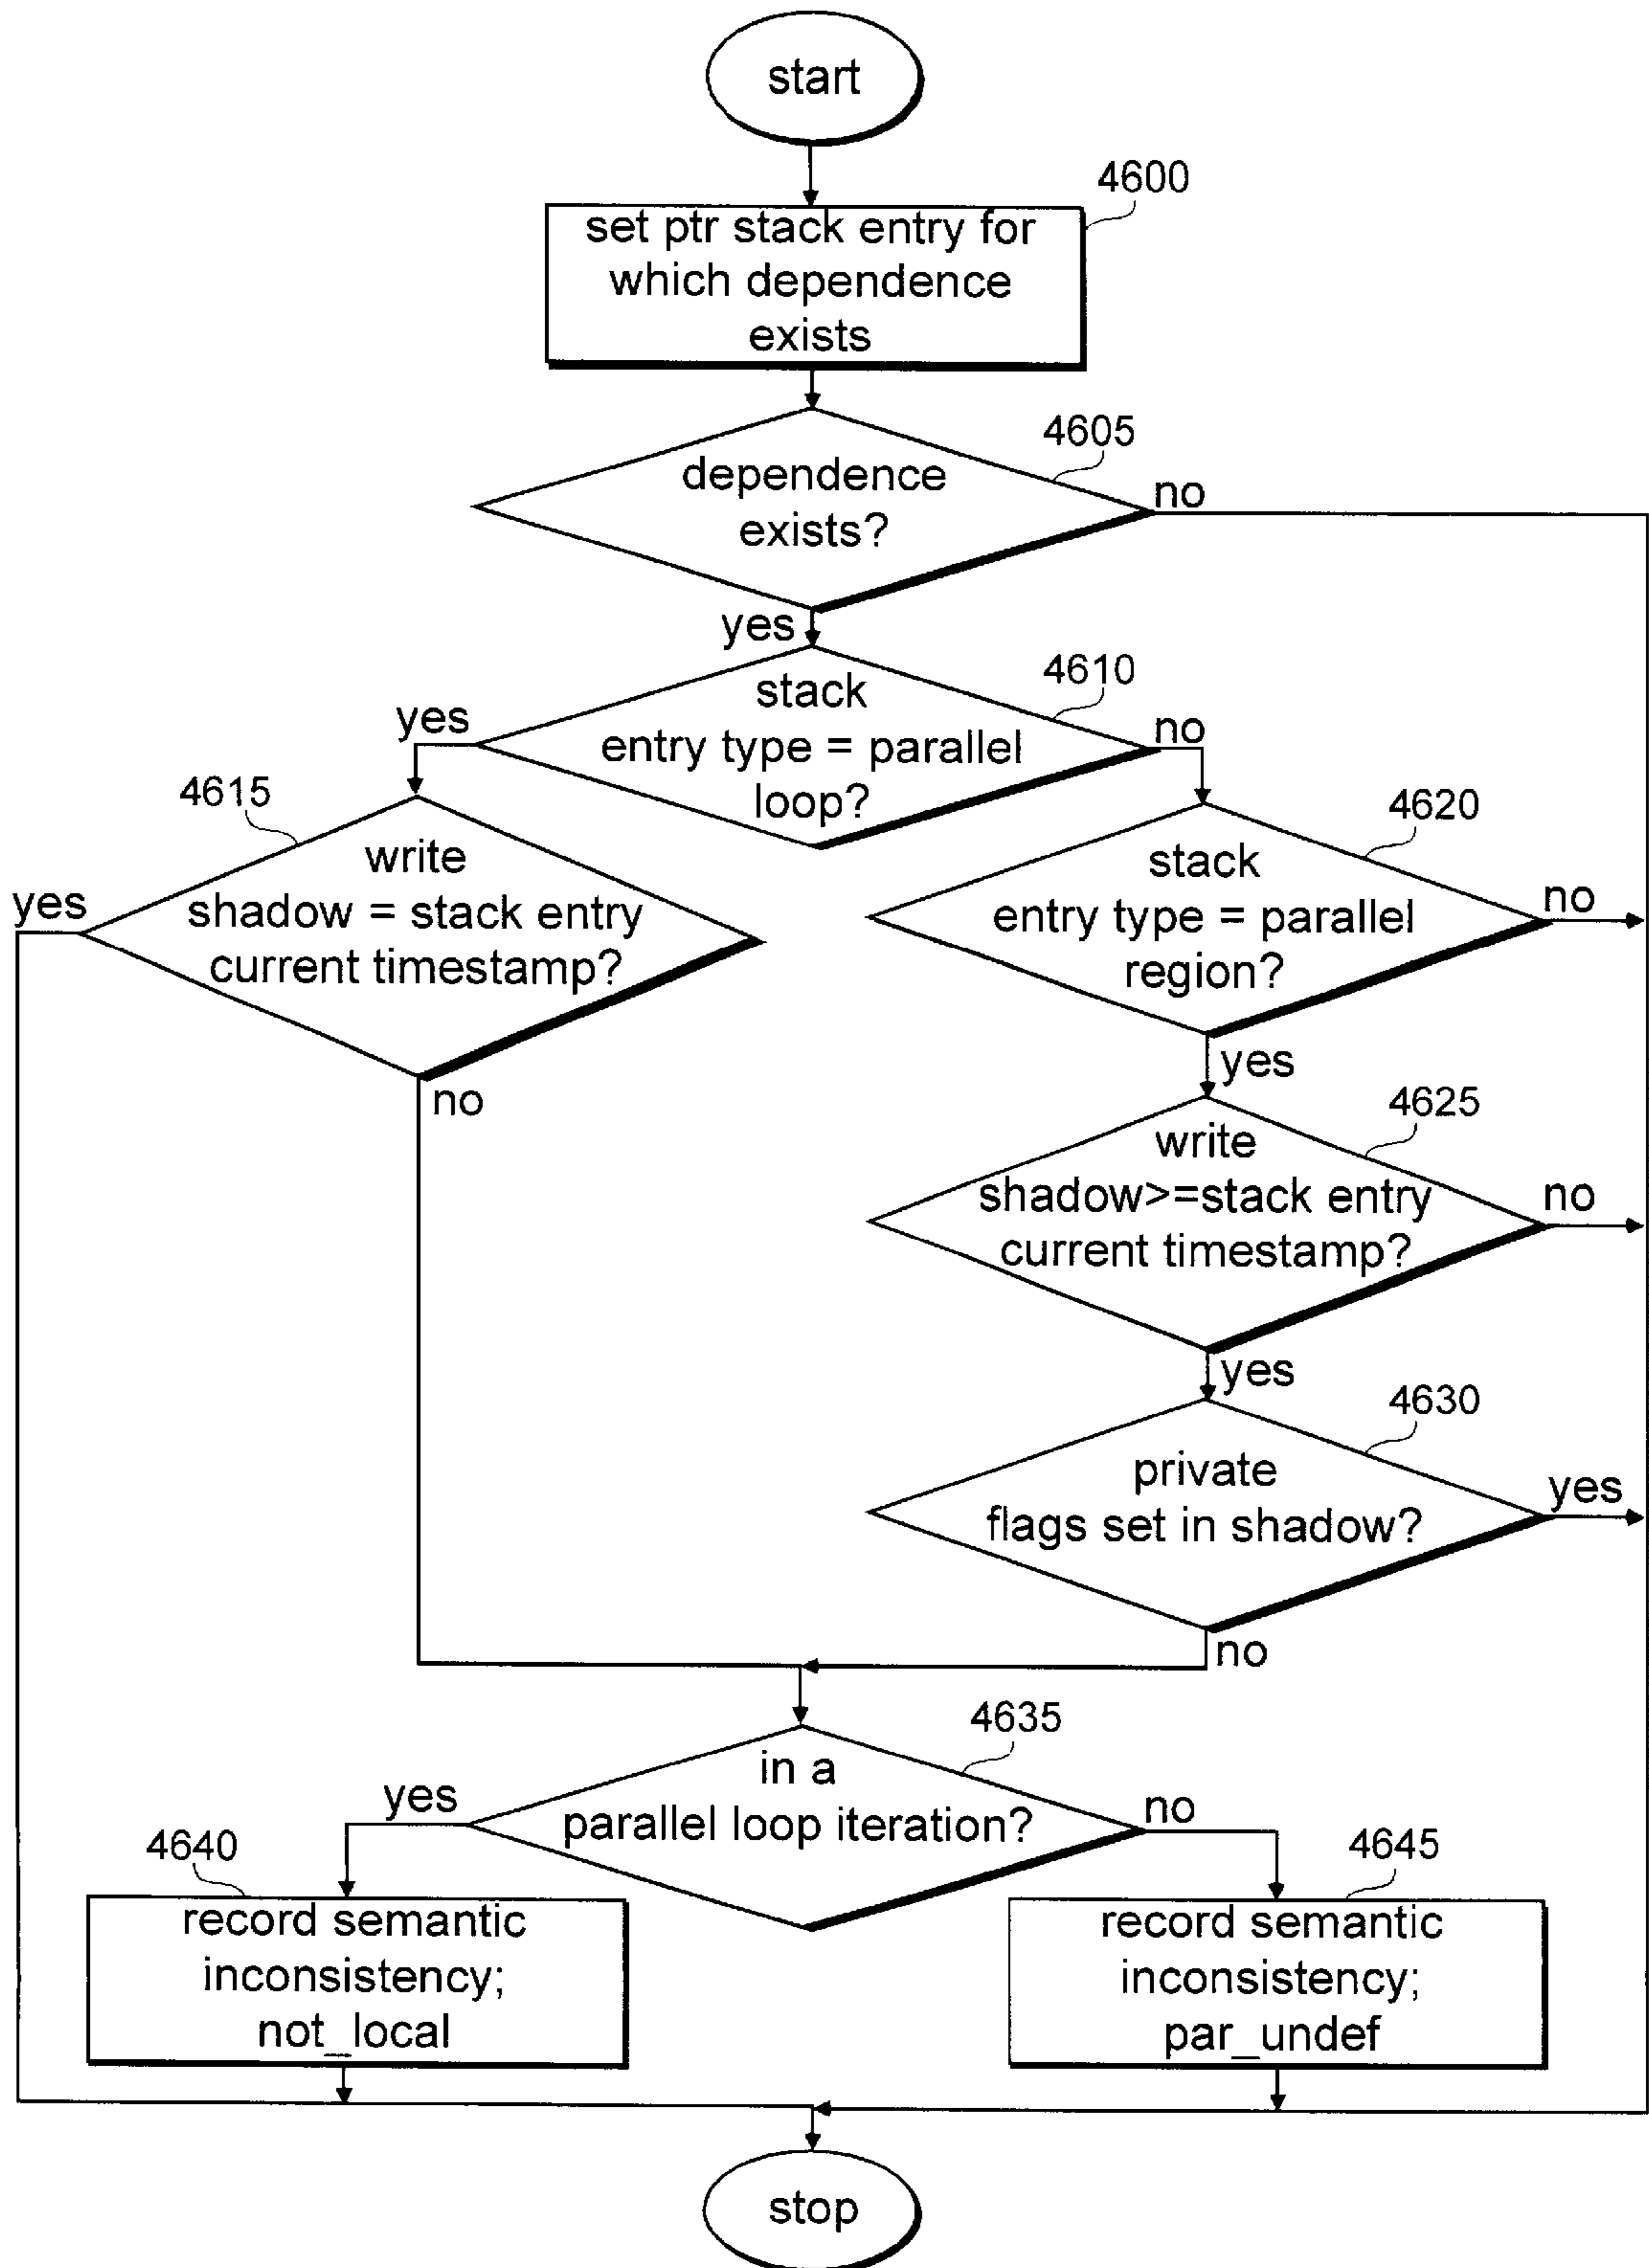 start
4600
set ptr stack entry for
which dependence
exists
4605
dependence
exists?
no
yes
4610
stack
entry type = parallel
loop?
yes
no
4615
write
shadow = stack entry
current timestamp?
yes
no
4620
stack
entry type = parallel
region?
no
yes
4625
write
shadow>=stack entry
current timestamp?
no
yes
4630
private
flags set in shadow?
yes
no
4635
in a
parallel loop iteration?
yes
no
4640
record semantic
inconsistency;
not_local
4645
record semantic
inconsistency;
par_undef
stop